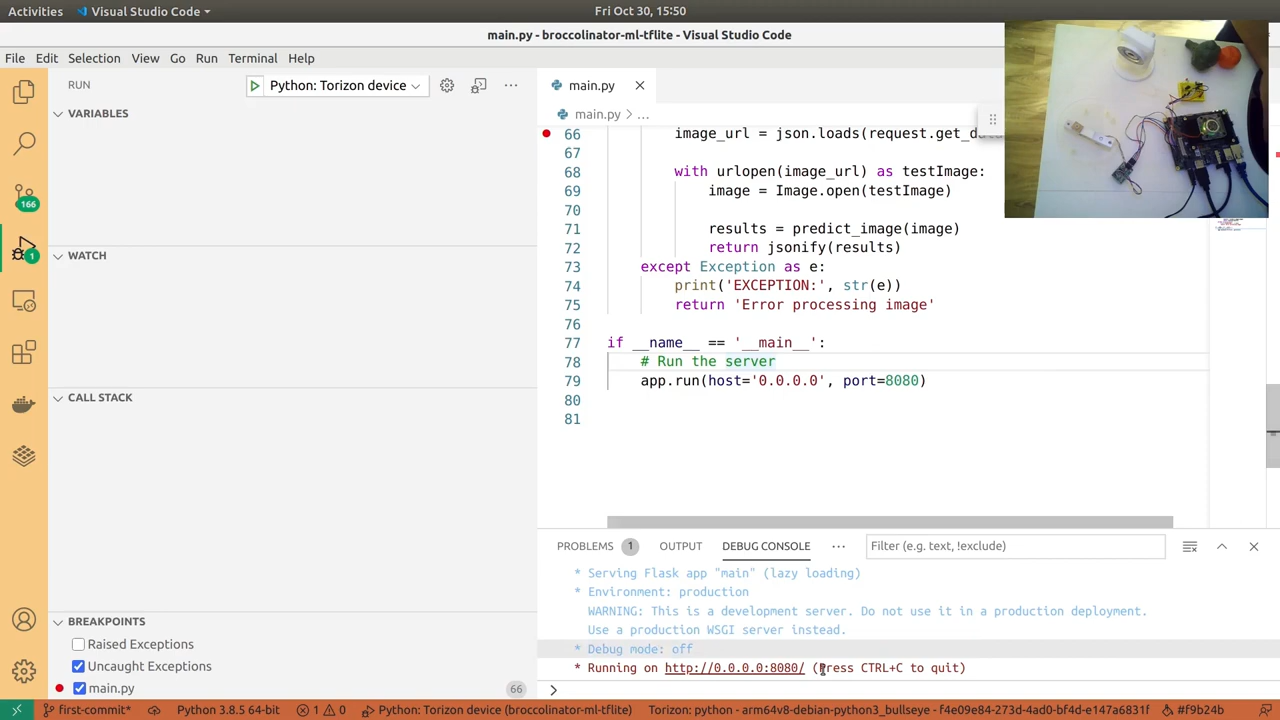 Activities Visual Studio Code Fri Oct 30, 15:50
main.py - broccolinator-ml-tflite - Visual Studio Code
File Edit Selection View Go Run Terminal Help
RUN Python: Torizon device
VARIABLES
WATCH
CALL STACK
BREAKPOINTS
Raised Exceptions
Uncaught Exceptions
main.py 66
main.py
main.py > ...
66 image_url = json.loads(request.get_da
67
68 with urlopen(image_url) as testImage:
69 image = Image.open(testImage)
70
71 results = predict_image(image)
72 return jsonify(results)
73 except Exception as e:
74 print('EXCEPTION:', str(e))
75 return 'Error processing image'
76
77 if __name__ == '__main__':
78 # Run the server
79 app.run(host='0.0.0.0', port=8080)
80
81
PROBLEMS 1 OUTPUT DEBUG CONSOLE ... Filter (e.g. text, !exclude)
* Serving Flask app "main" (lazy loading)
* Environment: production
WARNING: This is a development server. Do not use it in a production deployment.
Use a production WSGI server instead.
* Debug mode: off
* Running on http://0.0.0.0:8080/ (Press CTRL+C to quit)
>
166
1
first-commit* Python 3.8.5 64-bit 1 0 Python: Torizon device (broccolinator-ml-tflite) Torizon: python - arm64v8-debian-python3_bullseye - f4e09e84-273d-4ad0-bf4d-e147a6831f #f9b24b